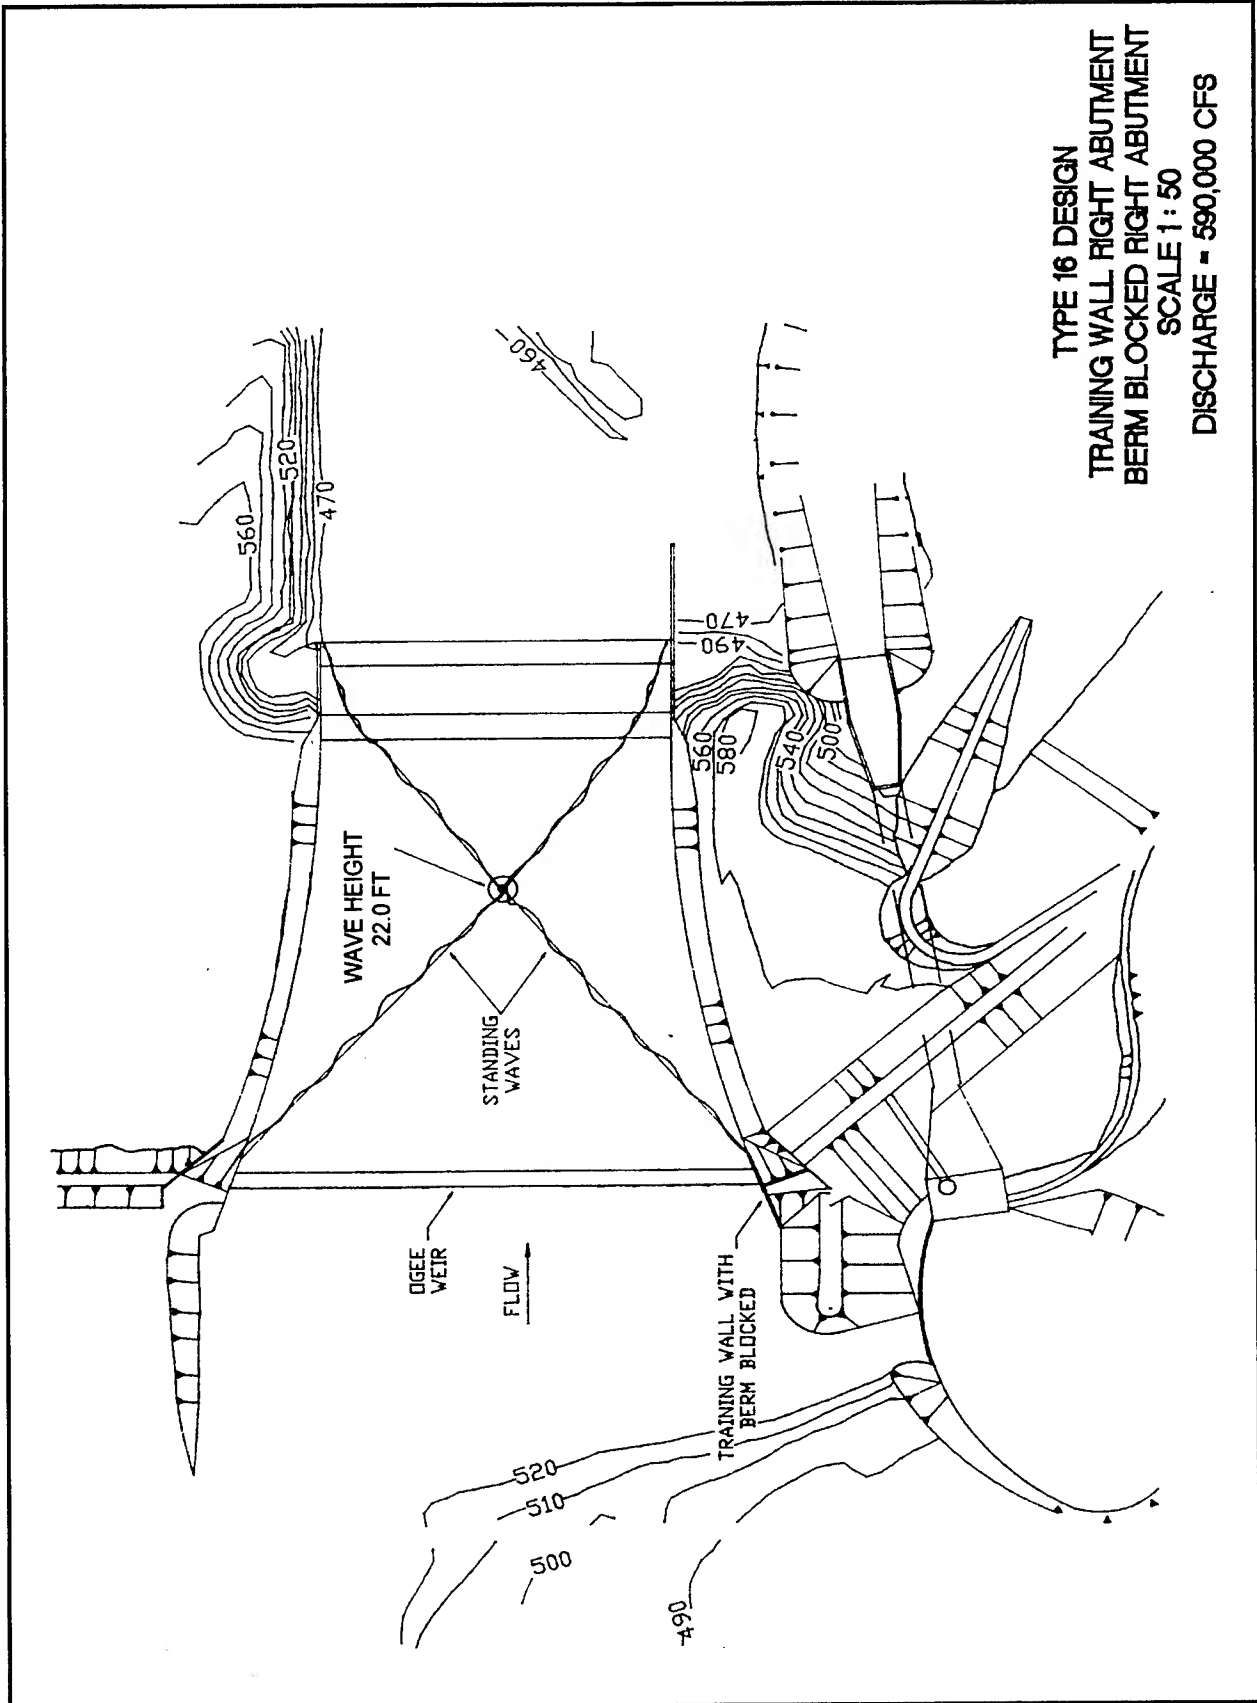 560
520
470
460
WAVE HEIGHT
22.0 FT
STANDING
WAVES
OGEE
WEIR
FLOW
470
490
560
580
540
500
TRAINING WALL WITH
BERM BLOCKED
520
510
500
490
TYPE 16 DESIGN
TRAINING WALL RIGHT ABUTMENT
BERM BLOCKED RIGHT ABUTMENT
SCALE 1 : 50
DISCHARGE = 590,000 CFS